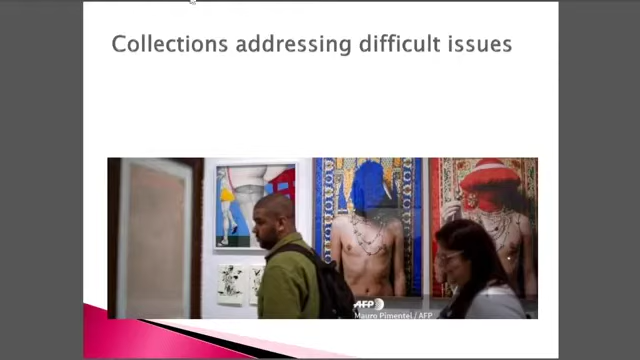 Collections addressing difficult issues
AFP
Mauro Pimentel / AFP